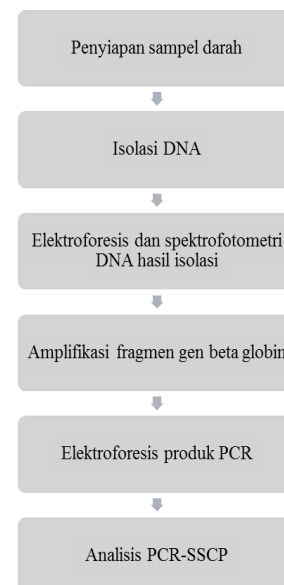 Penyiapan sampel darah
Isolasi DNA
Elektroforesis dan spektrofotometri
DNA hasil isolasi
Amplifikasi fragmen gen beta globin
Elektroforesis produk PCR
Analisis PCR-SSCP